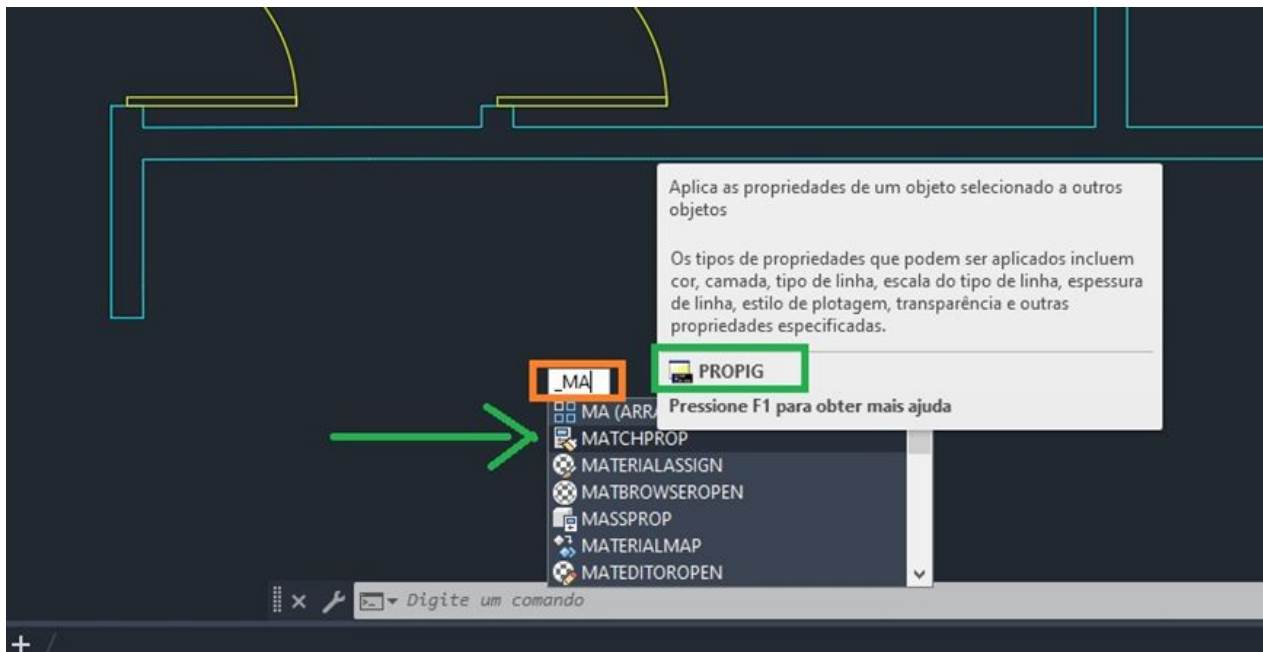 Aplica as propriedades de um objeto selecionado a outros
objetos
Os tipos de propriedades que podem ser aplicados incluem
cor, camada, tipo de linha, escala do tipo de linha, espessura
de linha, estilo de plotagem, transparência e outras
propriedades especificadas.
PROPIG
Pressione F1 para obter mais ajuda
_MA
MA (ARRA
MATCHPROP
MATERIALASSIGN
MATBROWSEROPEN
MASSPROP
MATERIALMAP
MATEDITOROPEN
Digite um comando